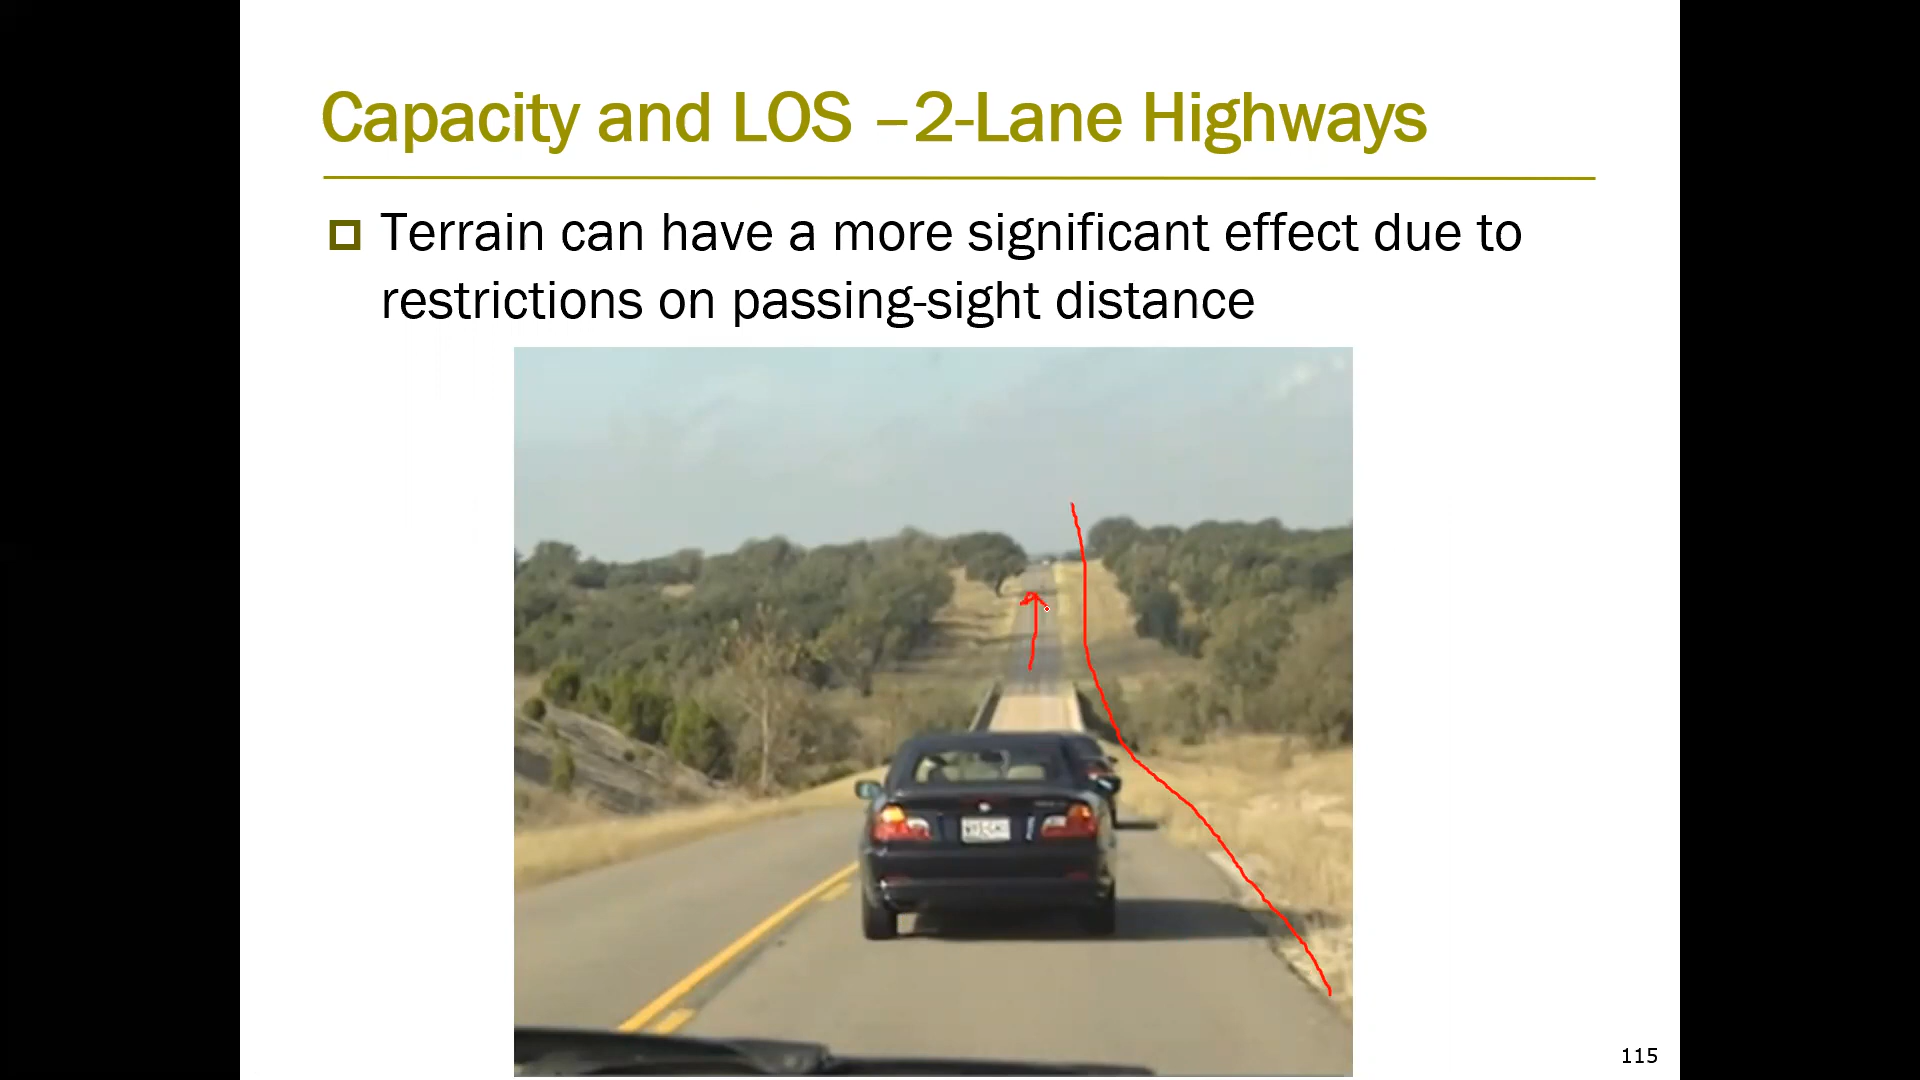 Capacity and LOS –2-Lane Highways
Terrain can have a more significant effect due to
restrictions on passing-sight distance
115